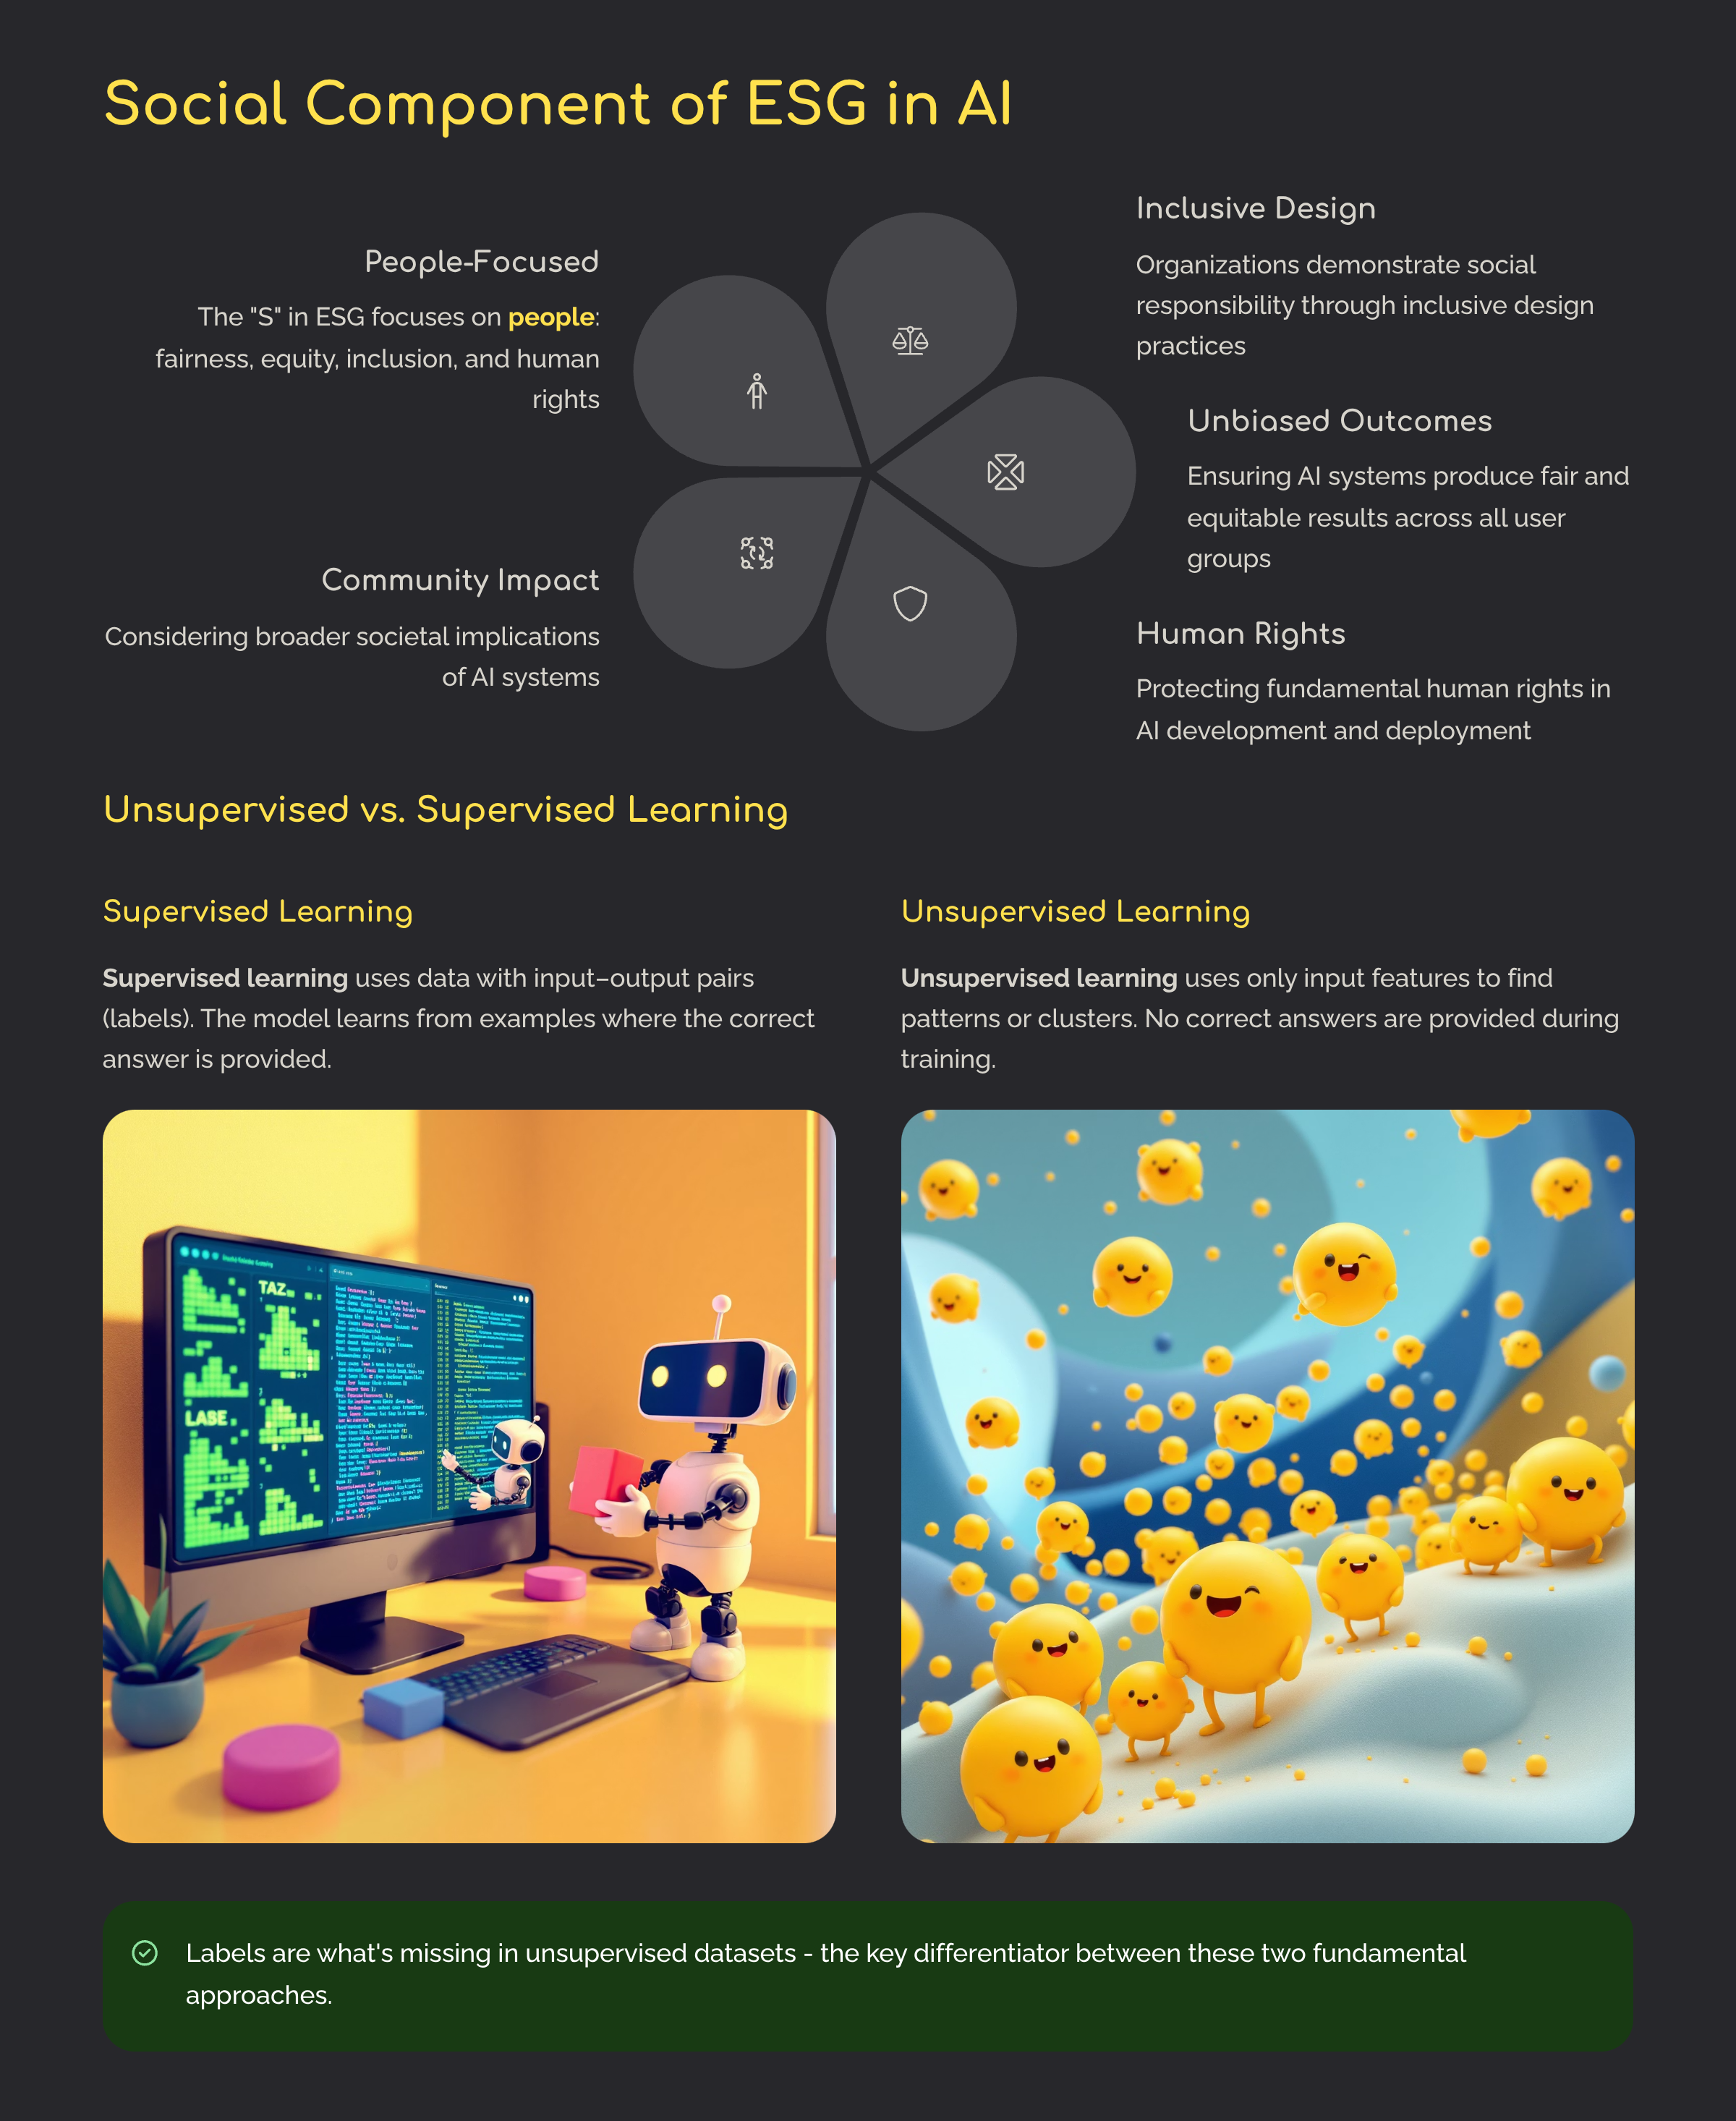 Social Component of ESG in AI
People-Focused
The "S" in ESG focuses on people:
fairness, equity, inclusion, and human
rights
Inclusive Design
Organizations demonstrate social
responsibility through inclusive design
practices
Unbiased Outcomes
Ensuring AI systems produce fair and
equitable results across all user
groups
Community Impact
Considering broader societal implications
of AI systems
Human Rights
Protecting fundamental human rights in
AI development and deployment
Unsupervised vs. Supervised Learning
Supervised Learning
Supervised learning uses data with input–output pairs
(labels). The model learns from examples where the correct
answer is provided.
Unsupervised Learning
Unsupervised learning uses only input features to find
patterns or clusters. No correct answers are provided during
training.
TAZ
LABE
Labels are what's missing in unsupervised datasets - the key differentiator between these two fundamental
approaches.